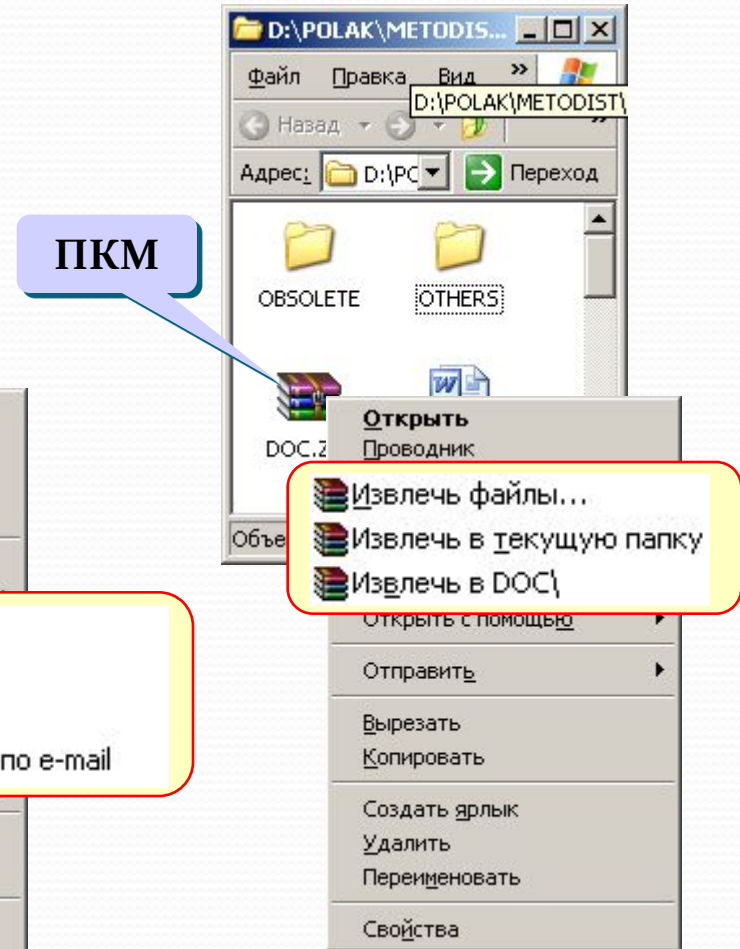 D:\POLAK\METODIS...
Файл Правка Вид »
D:\POLAK\METODIST\
Назад »
Адрес: D:\PC Переход
ПКМ
OBSOLETE OTHERS
DOC.Z
Открыть
Проводник
Извлечь файлы...
Извлечь в текущую папку
Извлечь в DOC\
Объе
Открыть с помощью
Отправить
по e-mail
Вырезать
Копировать
Создать ярлык
Удалить
Переименовать
Свойства